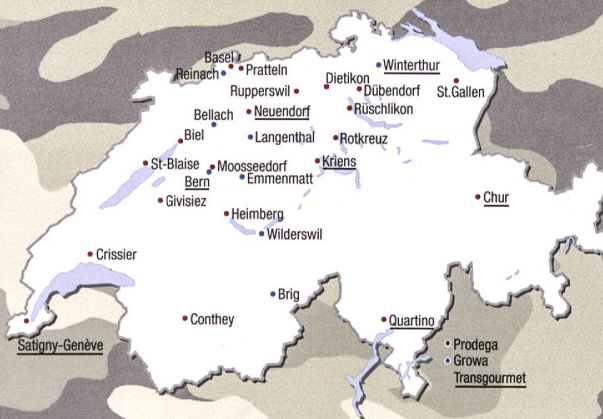 Basel
Reinach
Pratteln
Winterthur
Dietikon
Rupperswil
Dübendorf
St.Gallen
Neuendorf
Rüschlikon
Bellach
Biel
Langenthal
Rotkreuz
St-Blaise
Moosseedorf
Kriens
Bern
Emmenmatt
Givisiez
Chur
Heimberg
Wilderswil
Crissier
Brig
Conthey
Quartino
Satigny-Genève
Prodega
Growa
Transgourmet